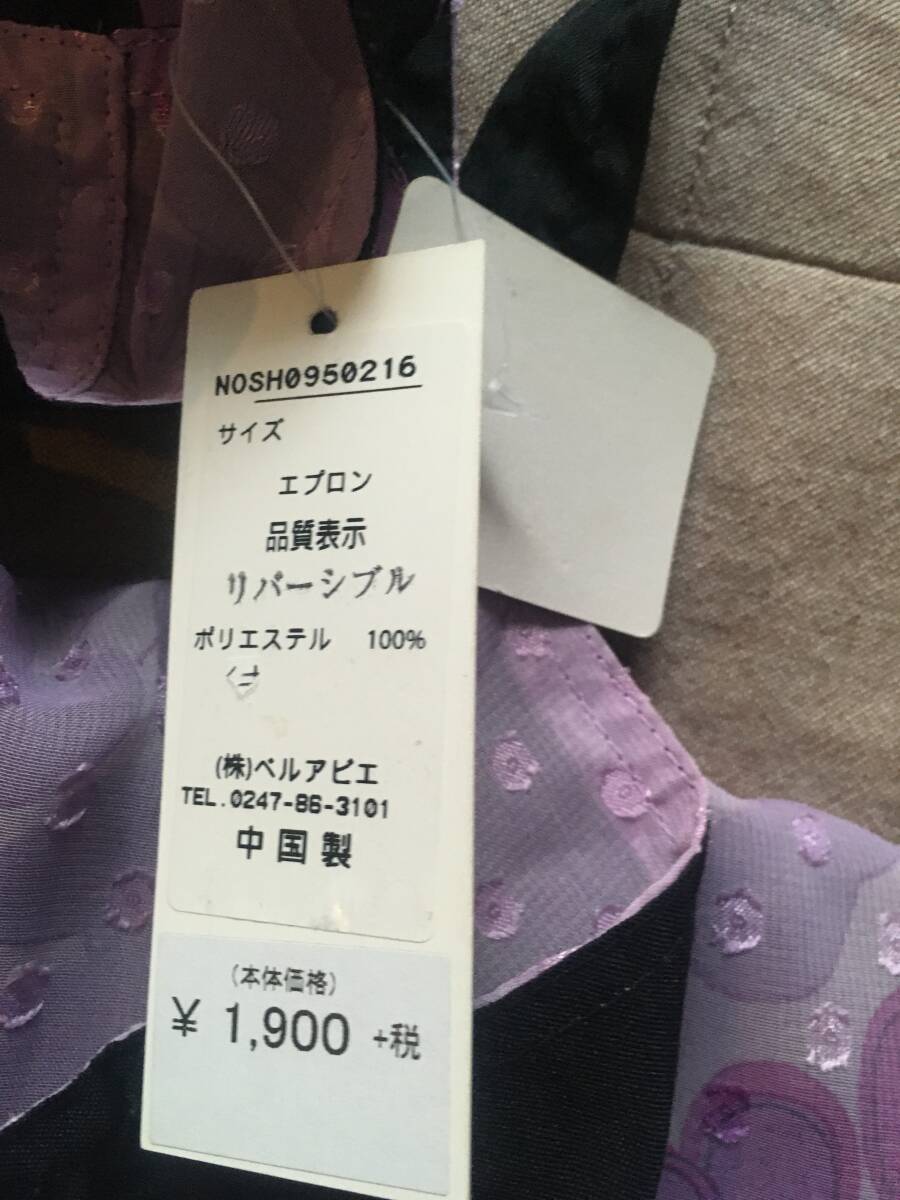 NOSH0950216
サイズ
エプロン
品質表示
リバーシブル
ポリエステル 100%
(株)ベルアピエ
TEL.0247-86-3101
中国製
(本体価格)
¥ 1,900 +税